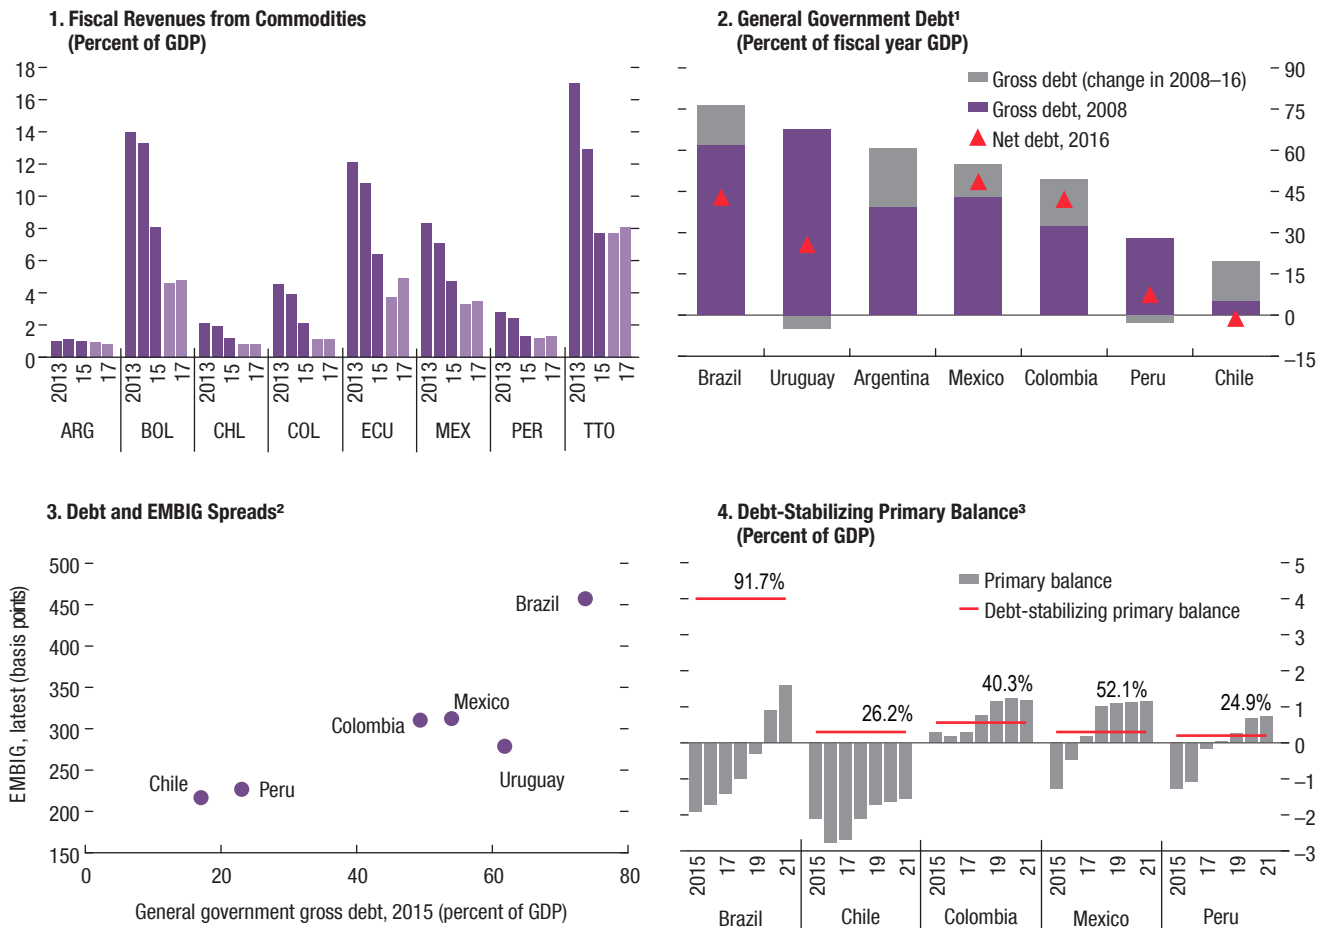 1. Fiscal Revenues from Commodities
(Percent of GDP)
18
16
14
12
10
8
6
4
2
0
2013 15 17 2013 15 17 2013 15 17 2013 15 17 2013 15 17 2013 15 17 2013 15 17 2013 15 17
ARG BOL CHL COL ECU MEX PER TTO
2. General Government Debt¹
(Percent of fiscal year GDP)
Gross debt (change in 2008–16)
Gross debt, 2008
Net debt, 2016
90
75
60
45
30
15
0
–15
Brazil Uruguay Argentina Mexico Colombia Peru Chile
3. Debt and EMBIG Spreads²
EMBIG, latest (basis points)
500
450
400
350
300
250
200
150
Brazil
Mexico
Colombia
Uruguay
Chile
Peru
0 20 40 60 80
General government gross debt, 2015 (percent of GDP)
4. Debt-Stabilizing Primary Balance³
(Percent of GDP)
Primary balance
Debt-stabilizing primary balance
91.7%
26.2%
40.3%
52.1%
24.9%
5
4
3
2
1
0
–1
–2
–3
2015 17 19 21 2015 17 19 21 2015 17 19 21 2015 17 19 21 2015 17 19 21
Brazil Chile Colombia Mexico Peru